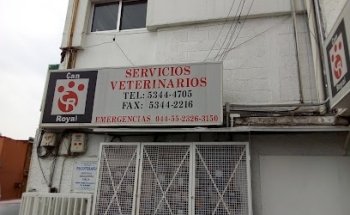 Can
Royal
SERVICIOS
VETERINARIOS
TEL: 5344-4705
FAX: 5344-2216
EMERGENCIAS 044-55-2326-3150